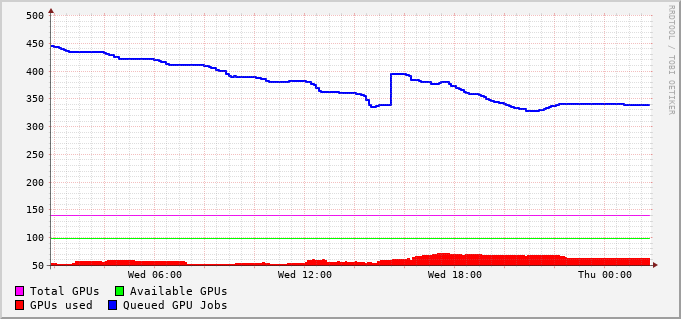 500
450
400
350
300
250
200
150
100
50
Wed 06:00 Wed 12:00 Wed 18:00 Thu 00:00
Total GPUs Available GPUs
GPUs used Queued GPU Jobs
RRDTOOL / TOBI OETIKER